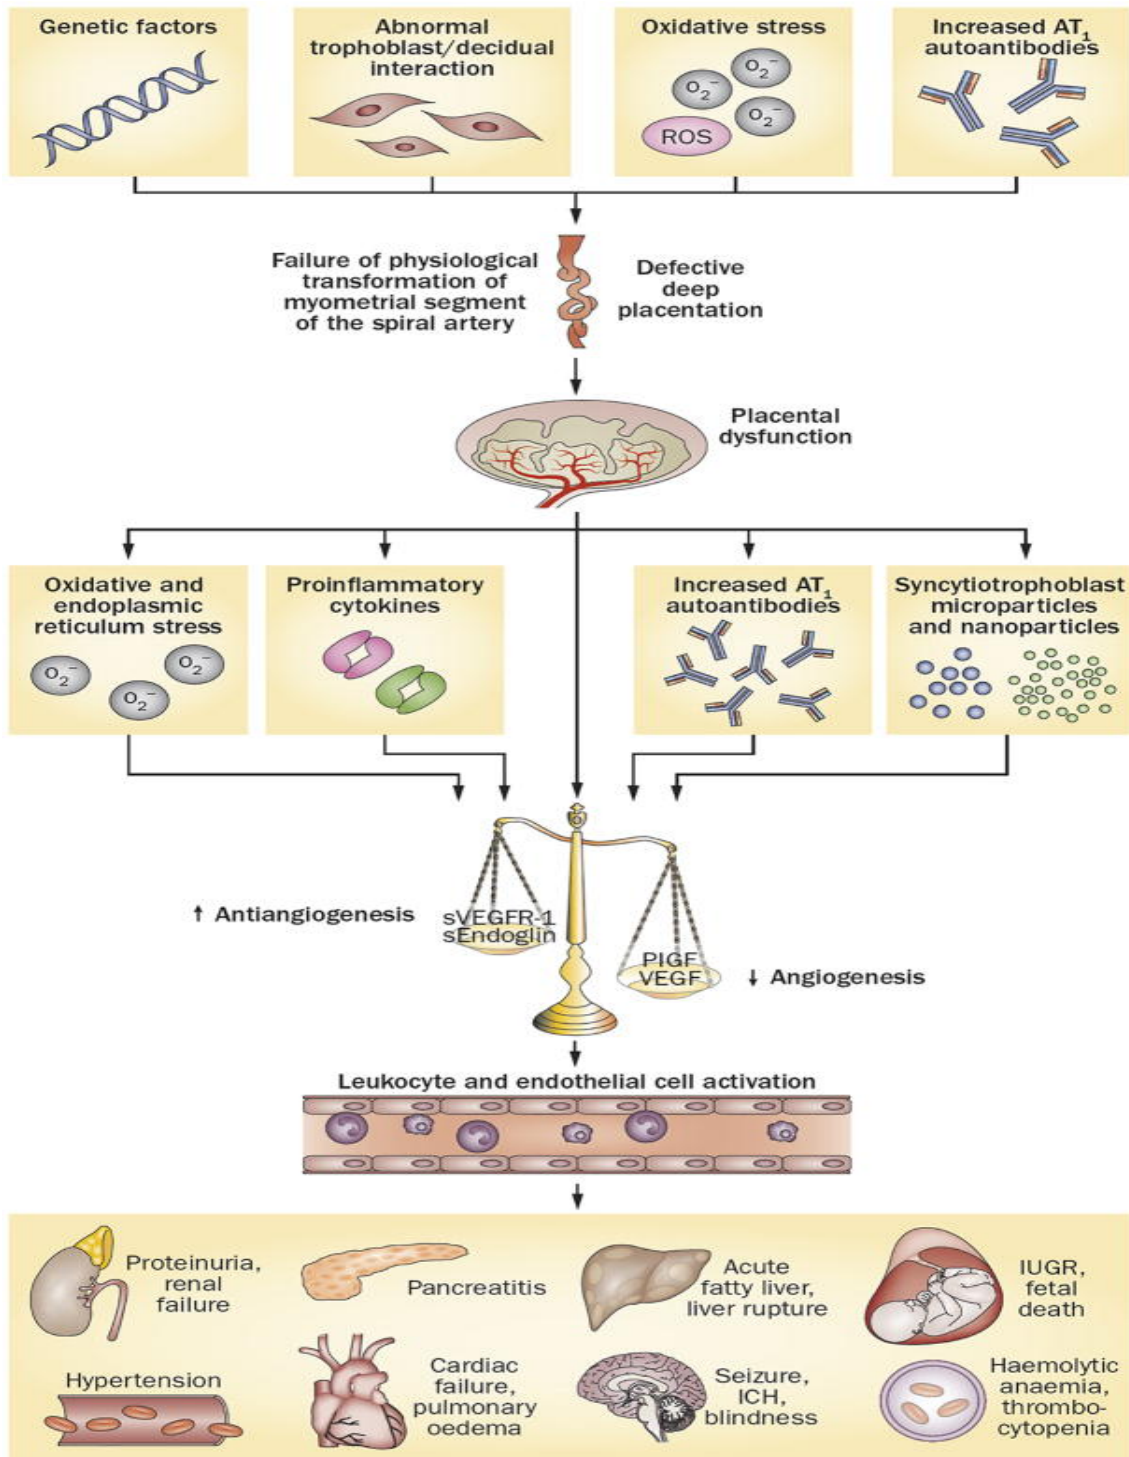 Genetic factors
Abnormal
trophoblast/decidual
interaction
Oxidative stress
O₂⁻
O₂⁻
O₂⁻
ROS
Increased AT₁
autoantibodies
Failure of physiological
transformation of
myometrial segment
of the spiral artery
Defective
deep
placentation
Placental
dysfunction
Oxidative and
endoplasmic
reticulum stress
O₂⁻
O₂⁻
O₂⁻
Proinflammatory
cytokines
Increased AT₁
autoantibodies
Syncytiotrophoblast
microparticles
and nanoparticles
↑ Antiangiogenesis
sVEGFR-1
sEndoglin
PlGF
VEGF
↓ Angiogenesis
Leukocyte and endothelial cell activation
Proteinuria,
renal
failure
Pancreatitis
Acute
fatty liver,
liver rupture
IUGR,
fetal
death
Hypertension
Cardiac
failure,
pulmonary
oedema
Seizure,
ICH,
blindness
Haemolytic
anaemia,
thrombo-
cytopenia